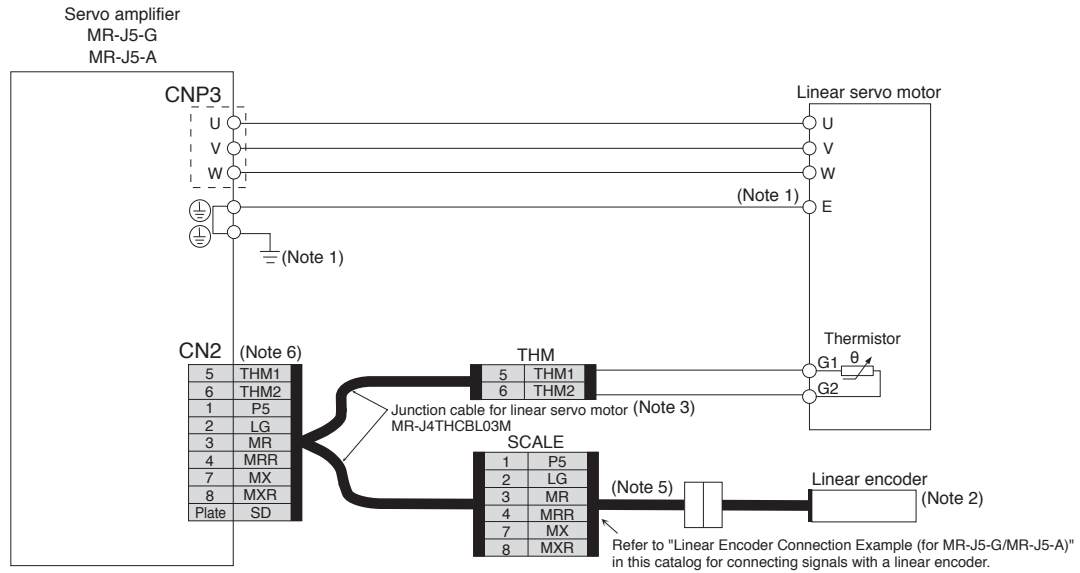 Servo amplifier
MR-J5-G
MR-J5-A
CNP3
U
V
W
Linear servo motor
U
V
W
(Note 1)
E
(Note 1)
CN2 (Note 6)
5 THM1
6 THM2
1 P5
2 LG
3 MR
4 MRR
7 MX
8 MXR
Plate SD
THM
5 THM1
6 THM2
Thermistor
G1 θ
G2
Junction cable for linear servo motor (Note 3)
MR-J4THCBL03M
SCALE
1 P5
2 LG
3 MR
4 MRR
7 MX
8 MXR
(Note 5)
Linear encoder
(Note 2)
Refer to "Linear Encoder Connection Example (for MR-J5-G/MR-J5-A)"
in this catalog for connecting signals with a linear encoder.